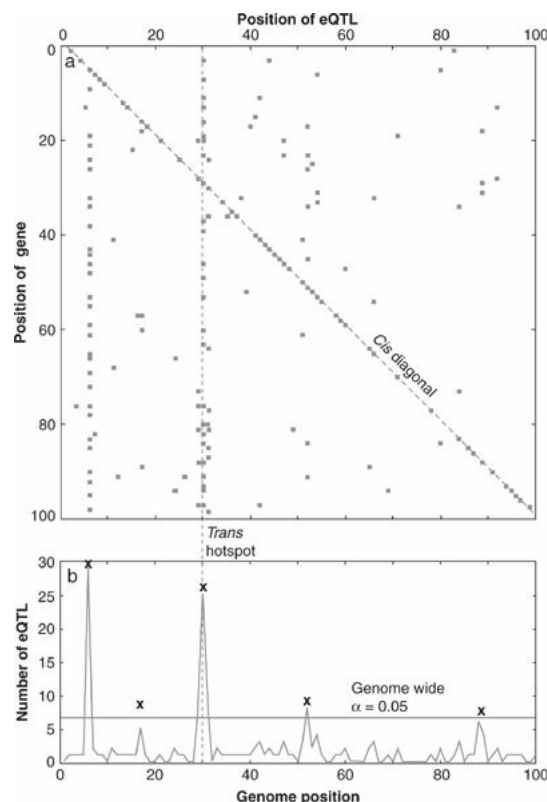 Position of eQTL
0 20 40 60 80 100
a
0
20
40
60
80
100
Position of gene
Cis diagonal
Trans
hotspot
b
30
25
20
15
10
5
0
Number of eQTL
x
x
x
x
x
Genome wide
α = 0.05
0 20 40 60 80 100
Genome position